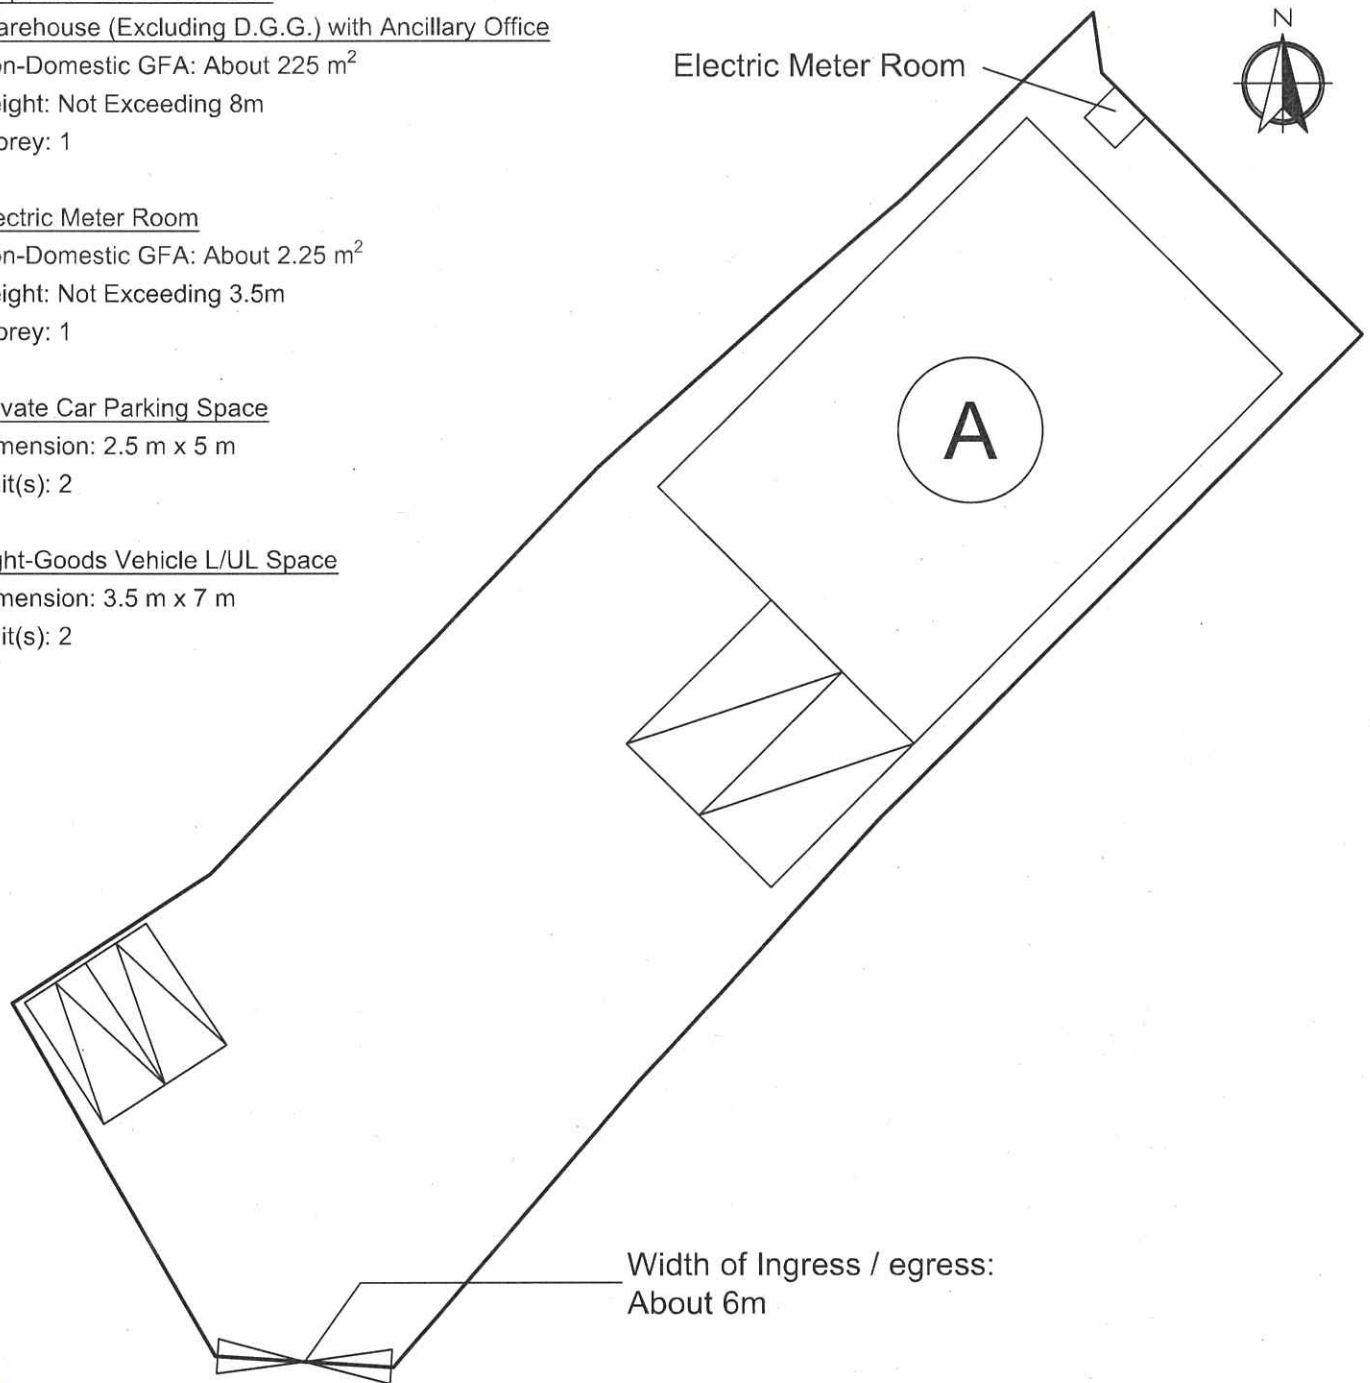 arehouse (Excluding D.G.G.) with Ancillary Office
n-Domestic GFA: About 225 m²
ight: Not Exceeding 8m
orey: 1
ectric Meter Room
n-Domestic GFA: About 2.25 m²
ight: Not Exceeding 3.5m
orey: 1
vate Car Parking Space
mension: 2.5 m x 5 m
it(s): 2
ght-Goods Vehicle L/UL Space
mension: 3.5 m x 7 m
it(s): 2
Electric Meter Room
N
A
Width of Ingress / egress:
About 6m